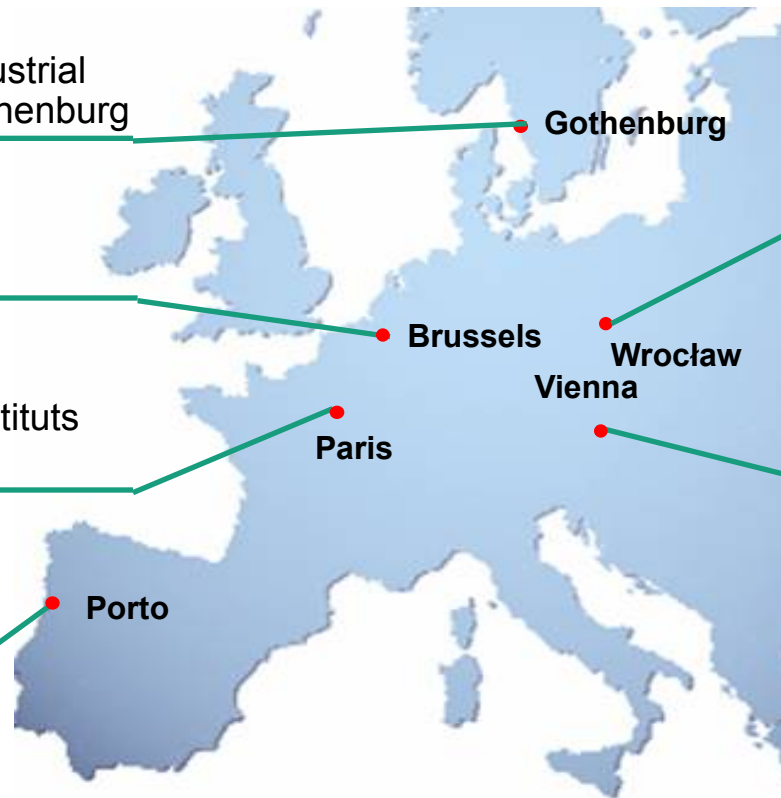 ustrial
henburg
Gothenburg
Brussels
Wrocław
Vienna
tituts
Paris
Porto